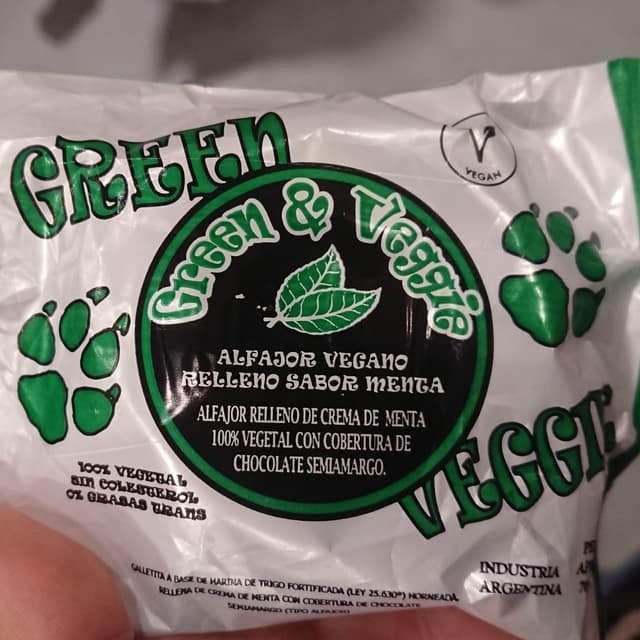 GREEN
V
VEGAN
Green & Veggie
ALFAJOR VEGANO
RELLENO SABOR MENTA
ALFAJOR RELLENO DE CREMA DE MENTA
100% VEGETAL CON COBERTURA DE
CHOCOLATE SEMIAMARGO.
VEGGIE
100% VEGETAL
SIN COLESTEROL
0% GRASAS TRANS
GALLETITA A BASE DE HARINA DE TRIGO FORTIFICADA (LEY 25.630*) HORNEADA.
RELLENA DE CREMA DE MENTA CON COBERTURA DE CHOCOLATE
SEMIAMARGO (TIPO ALFAJOR)
INDUSTRIA
ARGENTINA